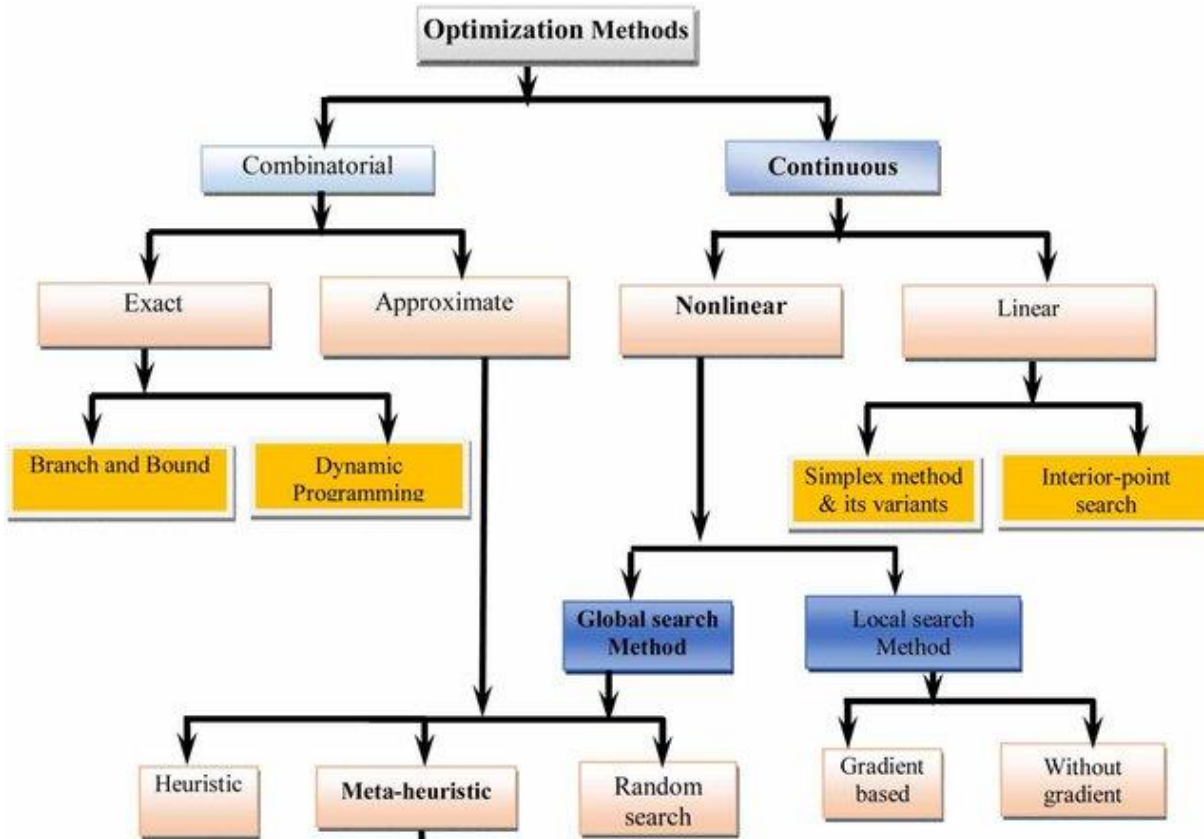 Optimization Methods
Combinatorial
Continuous
Exact
Approximate
Nonlinear
Linear
Branch and Bound
Dynamic
Programming
Simplex method
& its variants
Interior-point
search
Global search
Method
Local search
Method
Heuristic
Meta-heuristic
Random
search
Gradient
based
Without
gradient